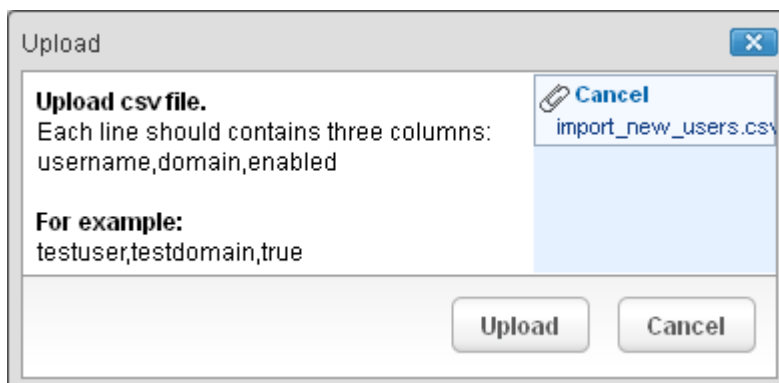 Upload
Upload csv file.
Each line should contains three columns:
username,domain,enabled
For example:
testuser,testdomain,true
Cancel
import_new_users.csv
Upload
Cancel